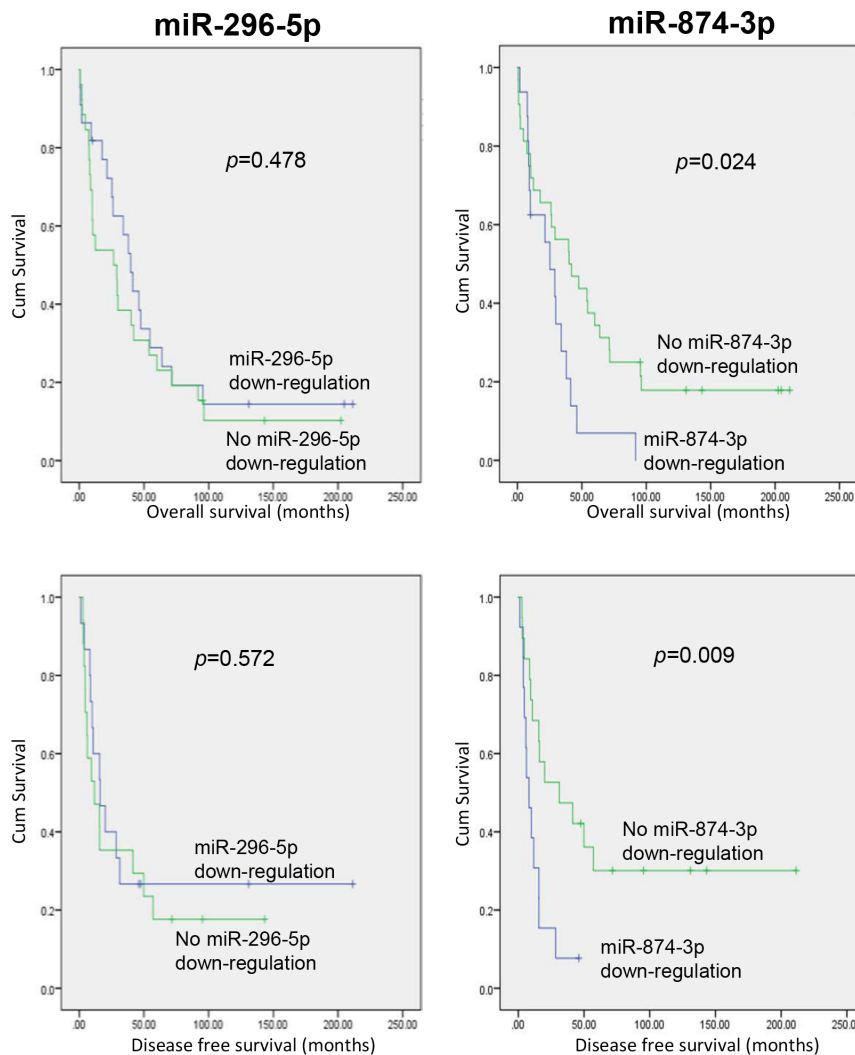 miR-296-5p
miR-874-3p
Cum Survival
1.0
0.8
0.6
0.4
0.2
0.0
p=0.478
miR-296-5p
down-regulation
No miR-296-5p
down-regulation
.00 50.00 100.00 150.00 200.00 250.00
Overall survival (months)
Cum Survival
1.0
0.8
0.6
0.4
0.2
0.0
p=0.024
No miR-874-3p
down-regulation
miR-874-3p
down-regulation
.00 50.00 100.00 150.00 200.00 250.00
Overall survival (months)
Cum Survival
1.0
0.8
0.6
0.4
0.2
0.0
p=0.572
miR-296-5p
down-regulation
No miR-296-5p
down-regulation
.00 50.00 100.00 150.00 200.00 250.00
Disease free survival (months)
Cum Survival
1.0
0.8
0.6
0.4
0.2
0.0
p=0.009
No miR-874-3p
down-regulation
miR-874-3p
down-regulation
.00 50.00 100.00 150.00 200.00 250.00
Disease free survival (months)